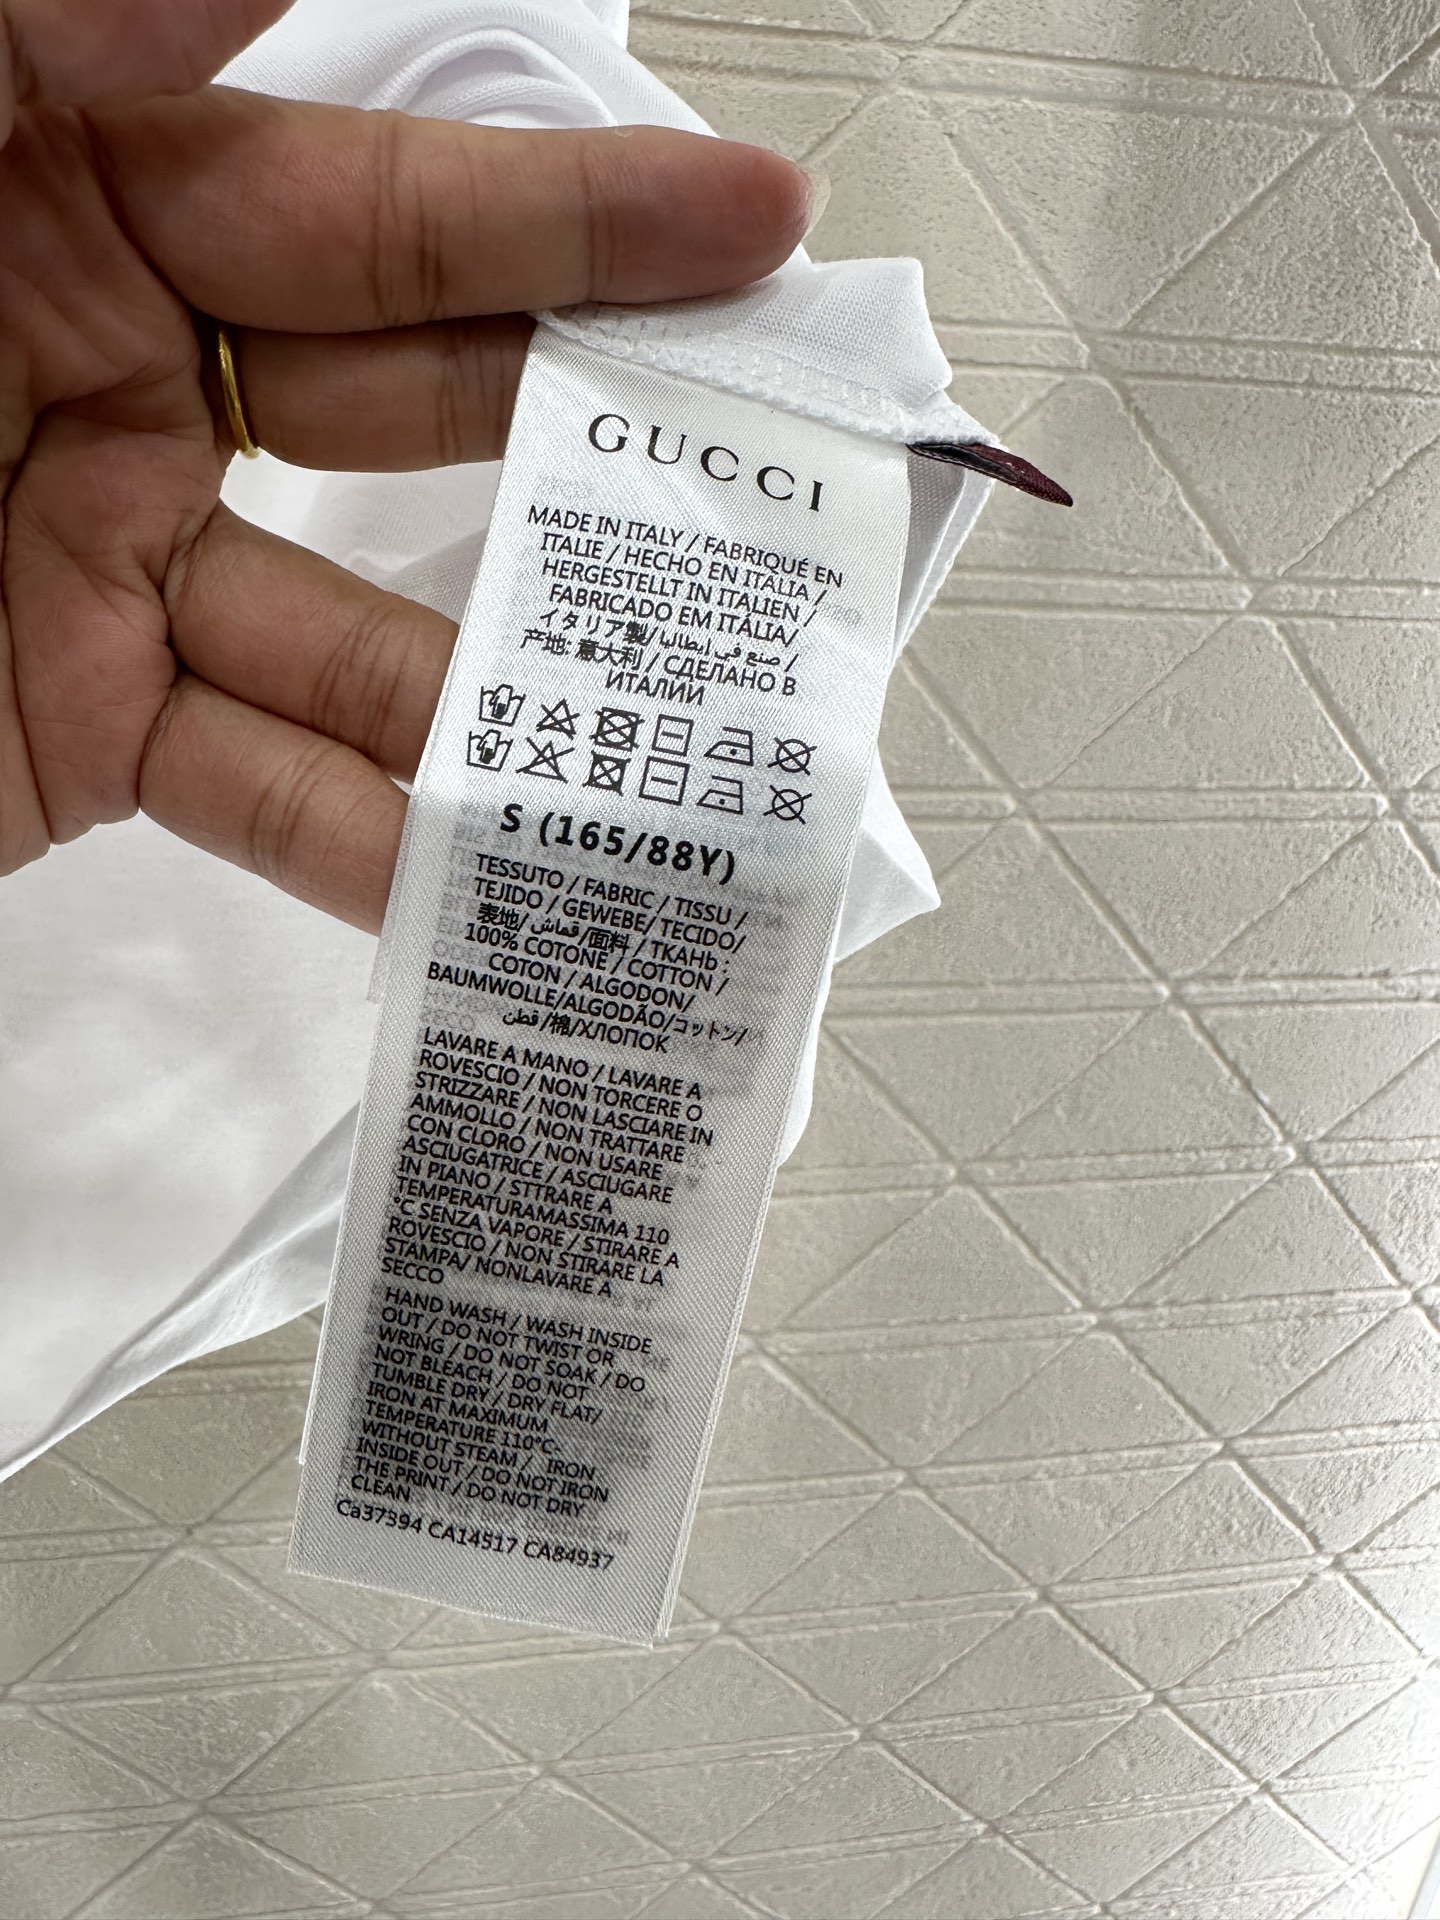 GUCCI
MADE IN ITALY / FABRIQUÉ EN
ITALIE / HECHO EN ITALIA /
HERGESTELLT IN ITALIEN /
FABRICADO EM ITÁLIA/
イタリア製/صنع في إيطاليا /
产地: 意大利 / СДЕЛАНО В
ИТАЛИИ
S (165/88Y)
TESSUTO / FABRIC / TISSU /
TEJIDO / GEWEBE/ TECIDO/
表地/ قماش/面料 / TKAHb :
100% COTONE / COTTON /
COTON / ALGODON/
BAUMWOLLE/ALGODÃO/コットン/
قطن /棉/ХЛОПОК
LAVARE A MANO / LAVARE A
ROVESCIO / NON TORCERE O
STRIZZARE / NON LASCIARE IN
AMMOLLO / NON TRATTARE
CON CLORO / NON USARE
ASCIUGATRICE / ASCIUGARE
IN PIANO / STTRARE A
TEMPERATURAMASSIMA 110
°C SENZA VAPORE / STIRARE A
ROVESCIO / NON STIRARE LA
STAMPA/ NONLAVARE A
SECCO
HAND WASH / WASH INSIDE
OUT / DO NOT TWIST OR
WRING / DO NOT SOAK / DO
NOT BLEACH / DO NOT
TUMBLE DRY / DRY FLAT/
IRON AT MAXIMUM
TEMPERATURE 110°C-
WITHOUT STEAM / IRON
INSIDE OUT / DO NOT IRON
THE PRINT / DO NOT DRY
CLEAN
Ca37394 CA14517 CA84937